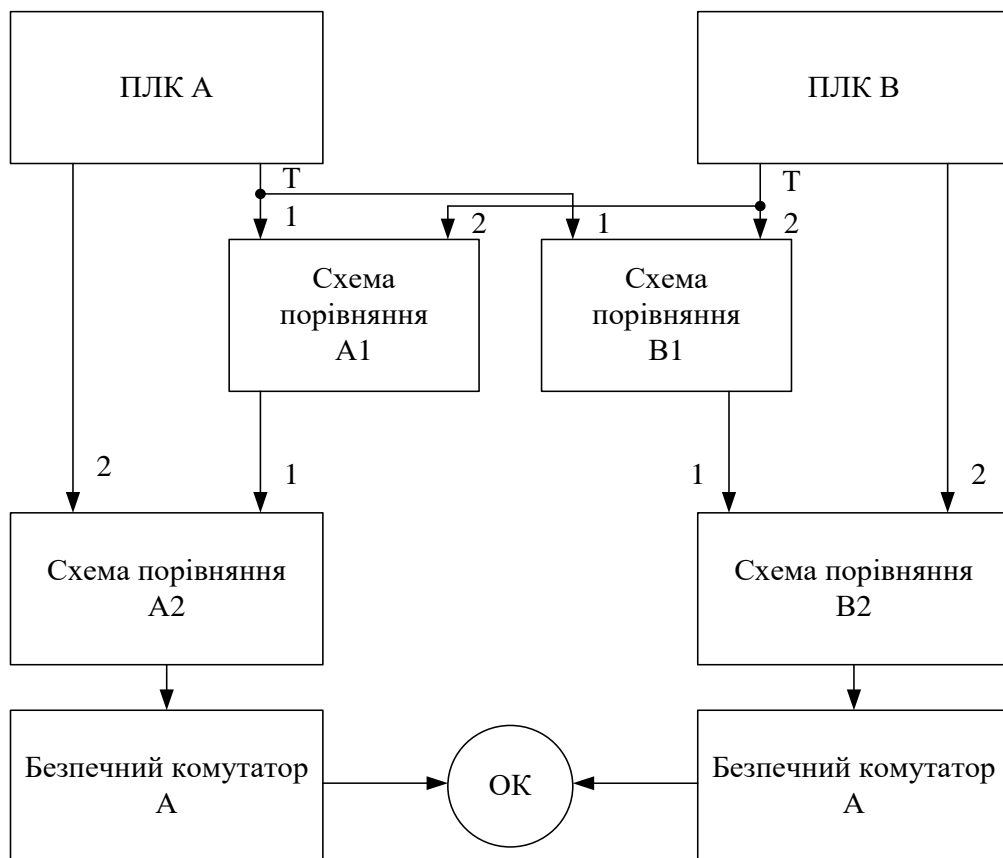 ПЛК А
ПЛК В
Т
Т
1
2
1
2
Схема
порівняння
А1
Схема
порівняння
В1
2
1
1
2
Схема порівняння
А2
Схема порівняння
В2
Безпечний комутатор
А
ОК
Безпечний комутатор
А